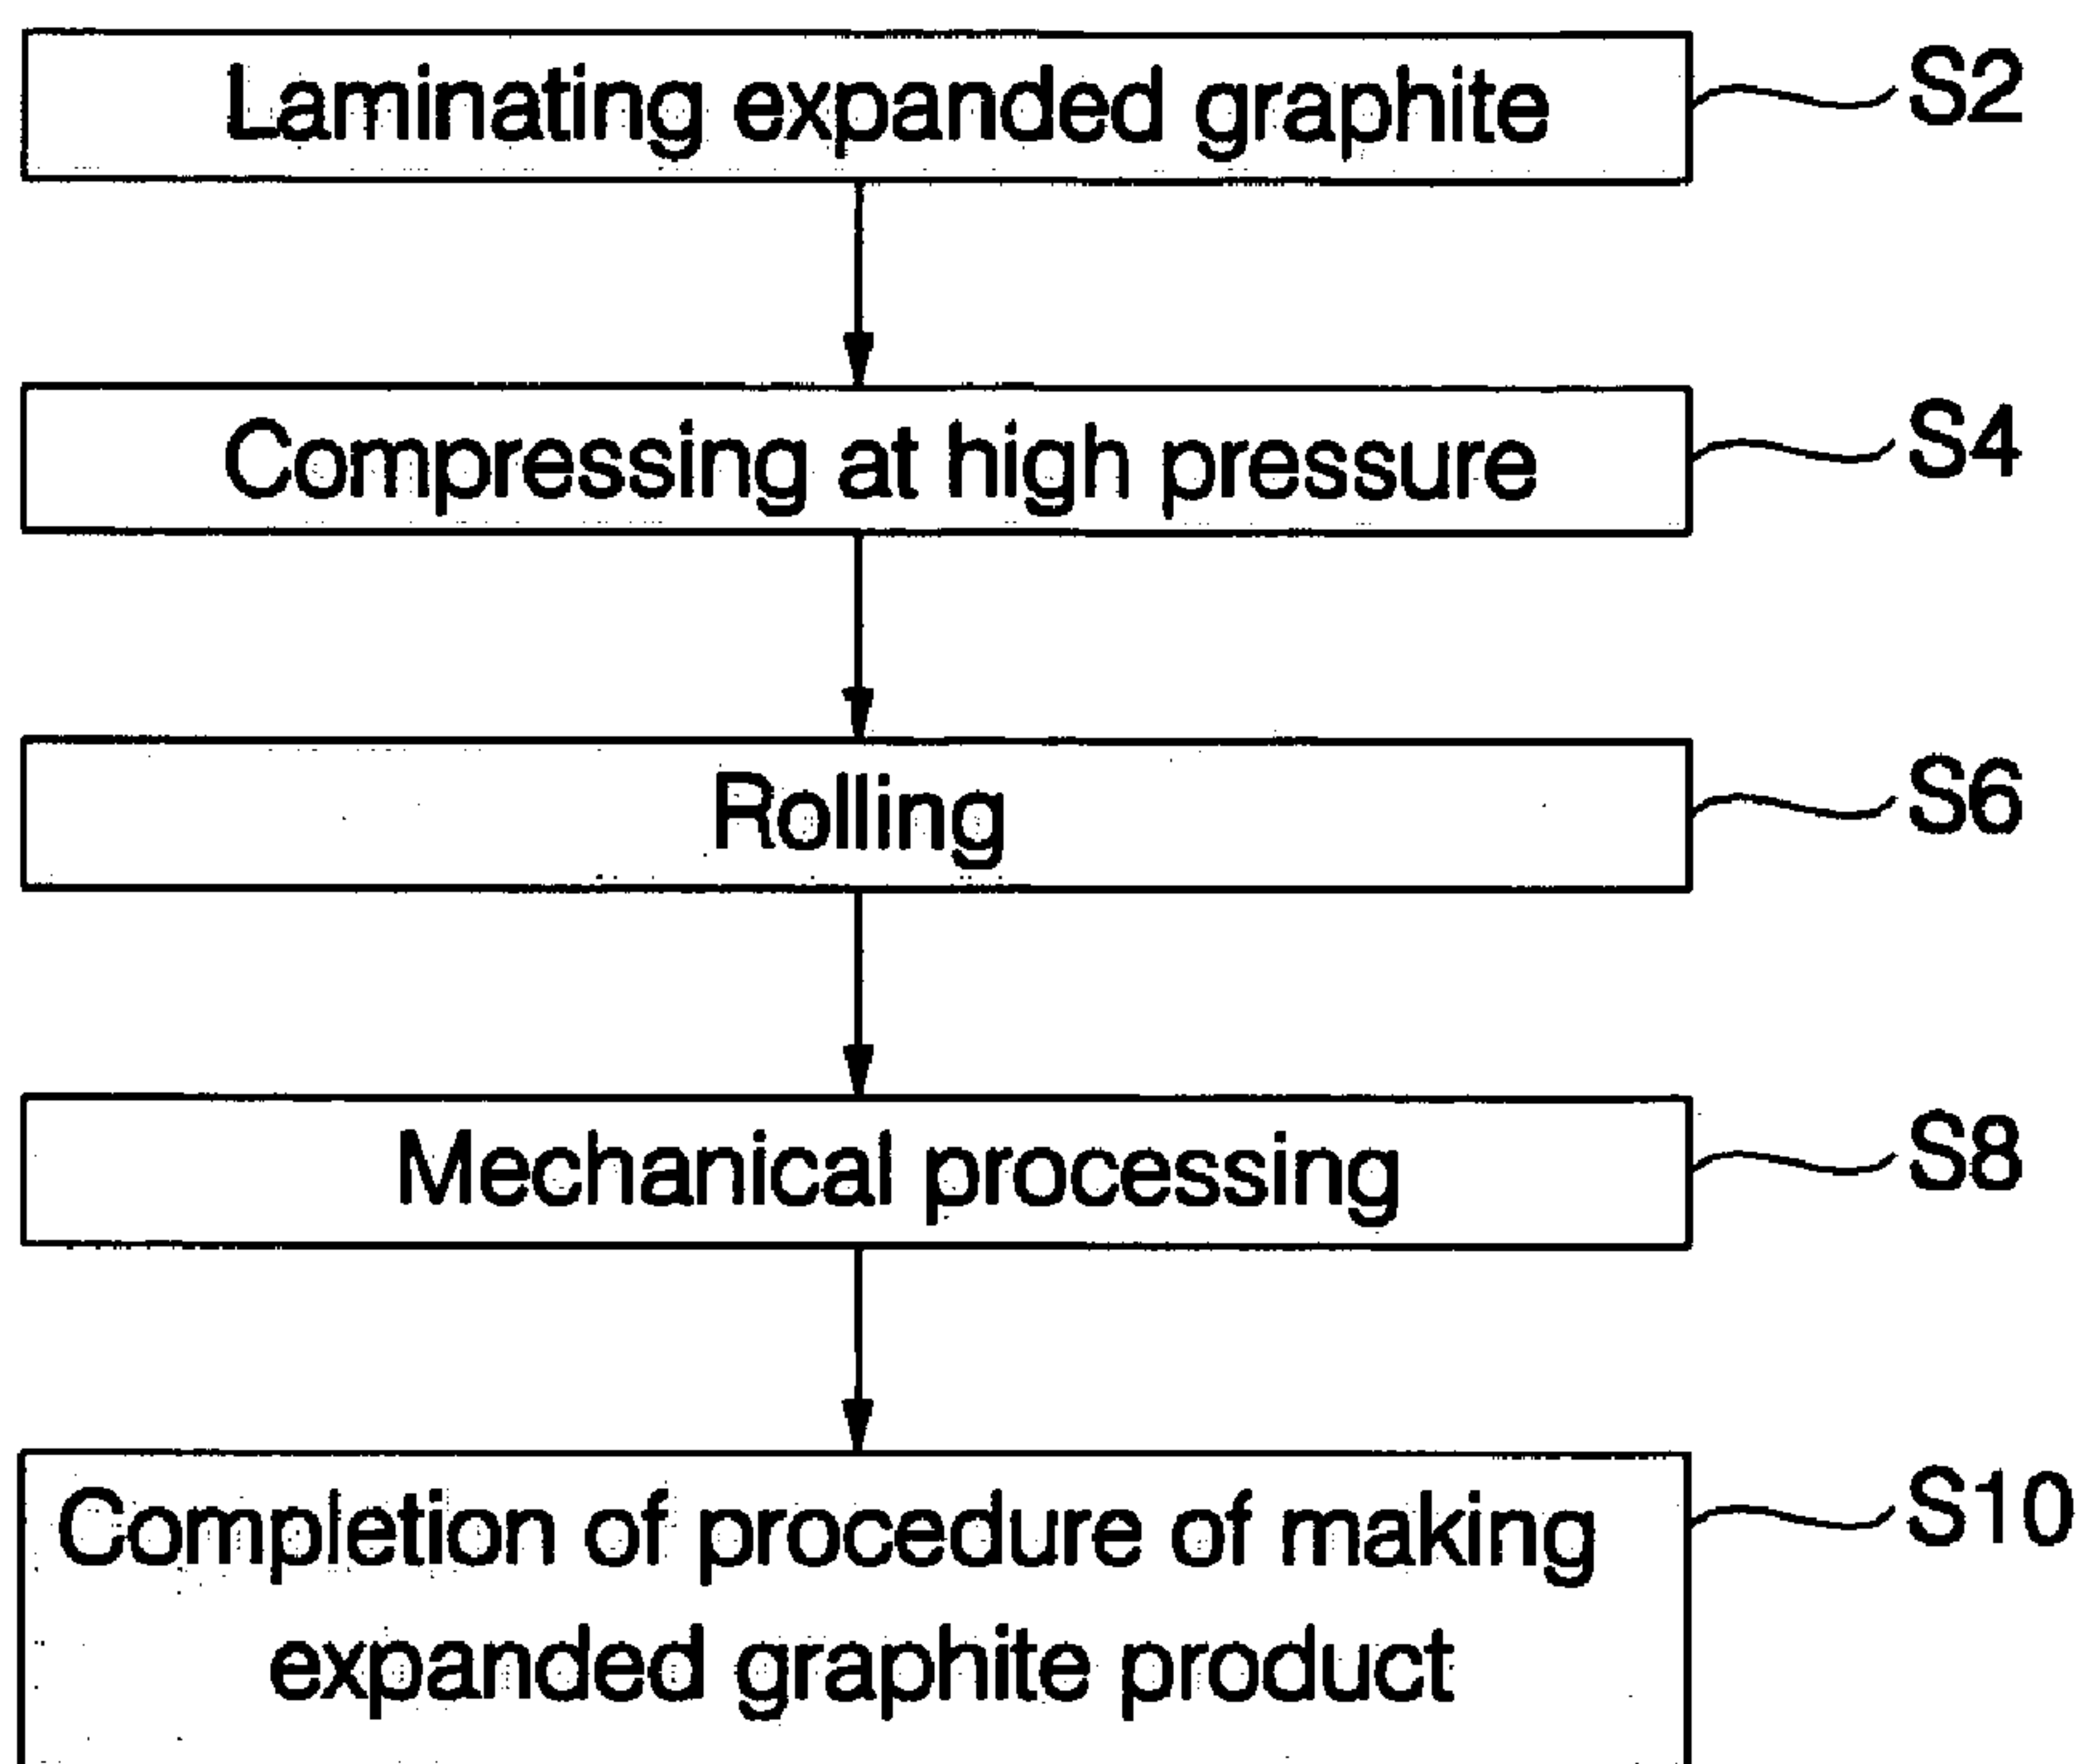 Laminating expanded graphite S2
Compressing at high pressure S4
Rolling S6
Mechanical processing S8
Completion of procedure of making S10
expanded graphite product